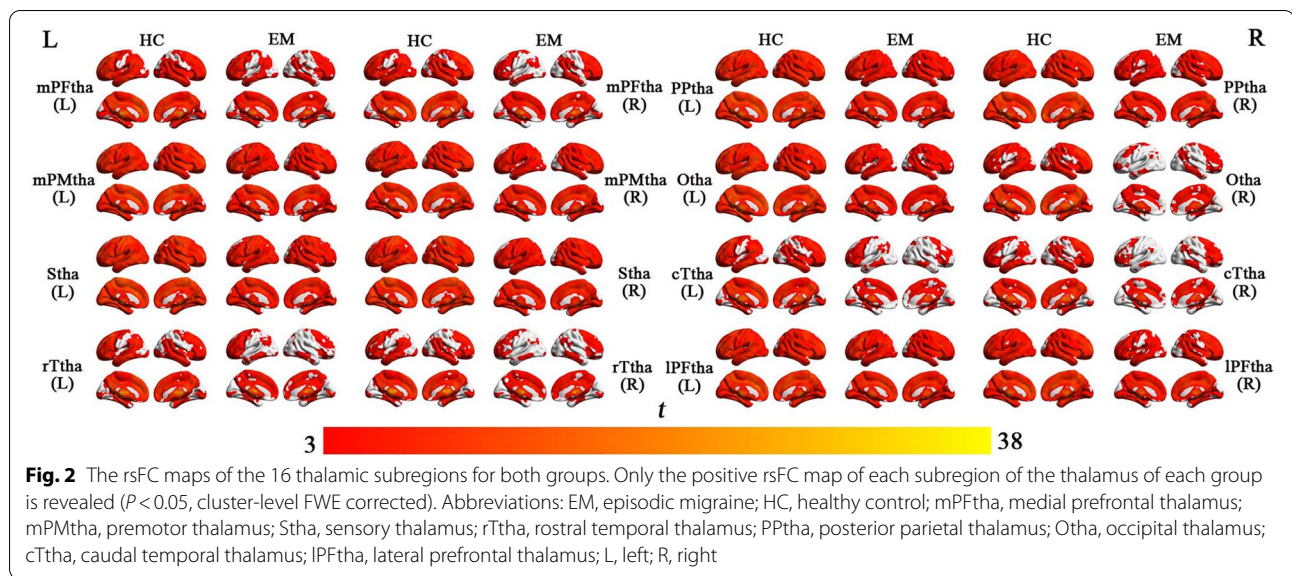 L HC EM HC EM HC EM HC EM R
mPFtha (L) mPFtha (R) PPtha (L) PPtha (R)
mPMtha (L) mPMtha (R) Otha (L) Otha (R)
Stha (L) Stha (R) cTtha (L) cTtha (R)
rTtha (L) rTtha (R) lPFtha (L) lPFtha (R)
t
3 38
Fig. 2 The rsFC maps of the 16 thalamic subregions for both groups. Only the positive rsFC map of each subregion of the thalamus of each group
is revealed (P < 0.05, cluster-level FWE corrected). Abbreviations: EM, episodic migraine; HC, healthy control; mPFtha, medial prefrontal thalamus;
mPMtha, premotor thalamus; Stha, sensory thalamus; rTtha, rostral temporal thalamus; PPtha, posterior parietal thalamus; Otha, occipital thalamus;
cTtha, caudal temporal thalamus; lPFtha, lateral prefrontal thalamus; L, left; R, right